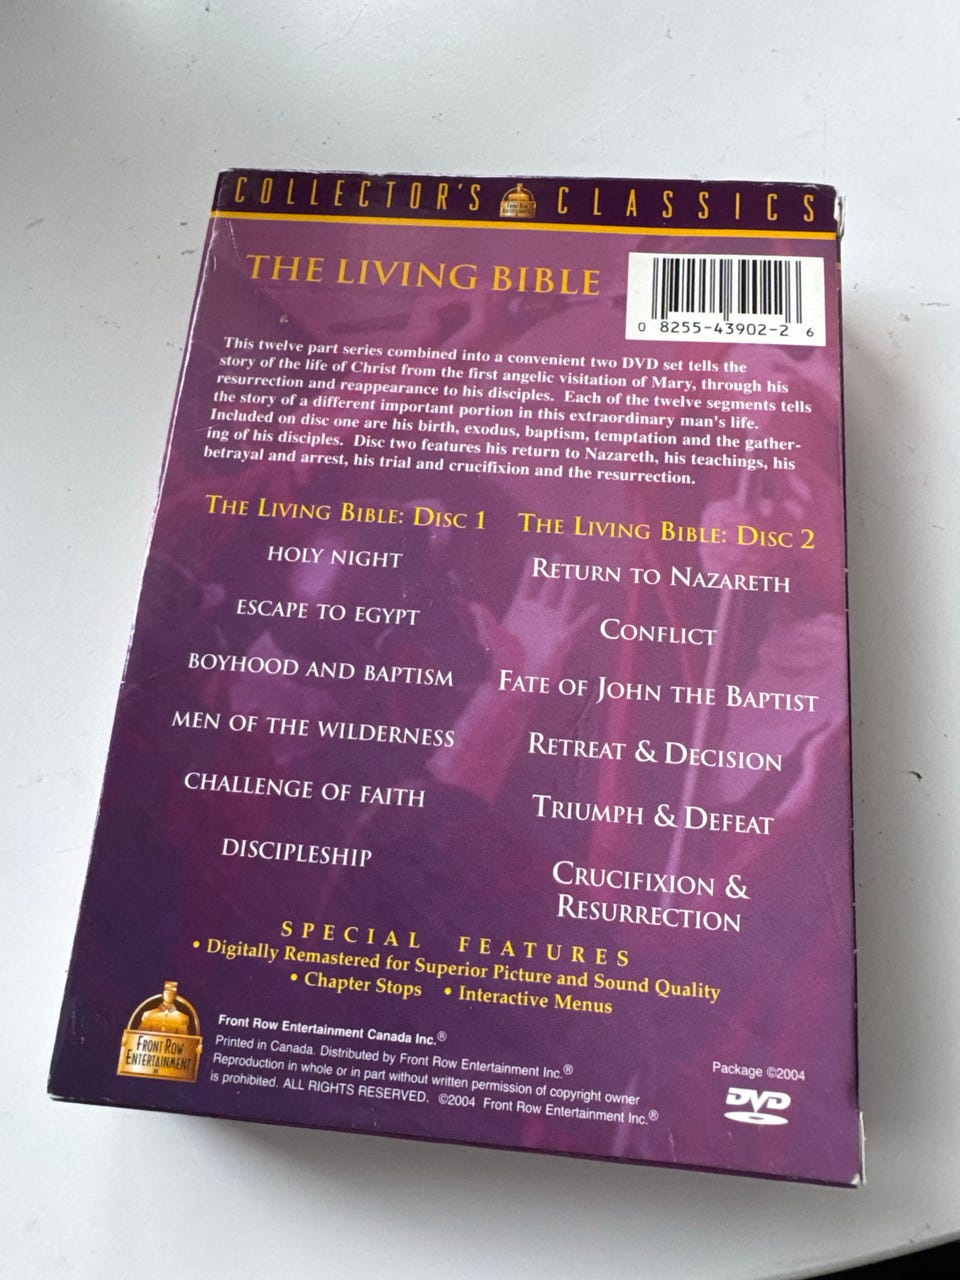 COLLECTOR'S CLASSICS
THE LIVING BIBLE
0 8255-43902-2 6
This twelve part series combined into a convenient two DVD set tells the
story of the life of Christ from the first angelic visitation of Mary, through his
resurrection and reappearance to his disciples. Each of the twelve segments tells
the story of a different important portion in this extraordinary man's life.
Included on disc one are his birth, exodus, baptism, temptation and the gather-
ing of his disciples. Disc two features his return to Nazareth, his teachings, his
betrayal and arrest, his trial and crucifixion and the resurrection.
THE LIVING BIBLE: DISC 1
HOLY NIGHT
ESCAPE TO EGYPT
BOYHOOD AND BAPTISM
MEN OF THE WILDERNESS
CHALLENGE OF FAITH
DISCIPLESHIP
THE LIVING BIBLE: DISC 2
RETURN TO NAZARETH
CONFLICT
FATE OF JOHN THE BAPTIST
RETREAT & DECISION
TRIUMPH & DEFEAT
CRUCIFIXION &
RESURRECTION
SPECIAL FEATURES
• Digitally Remastered for Superior Picture and Sound Quality
• Chapter Stops • Interactive Menus
FRONT ROW
ENTERTAINMENT
Front Row Entertainment Canada Inc.®
Printed in Canada. Distributed by Front Row Entertainment Inc.®
Reproduction in whole or in part without written permission of copyright owner
is prohibited. ALL RIGHTS RESERVED. ©2004 Front Row Entertainment Inc.®
Package ©2004
DVD